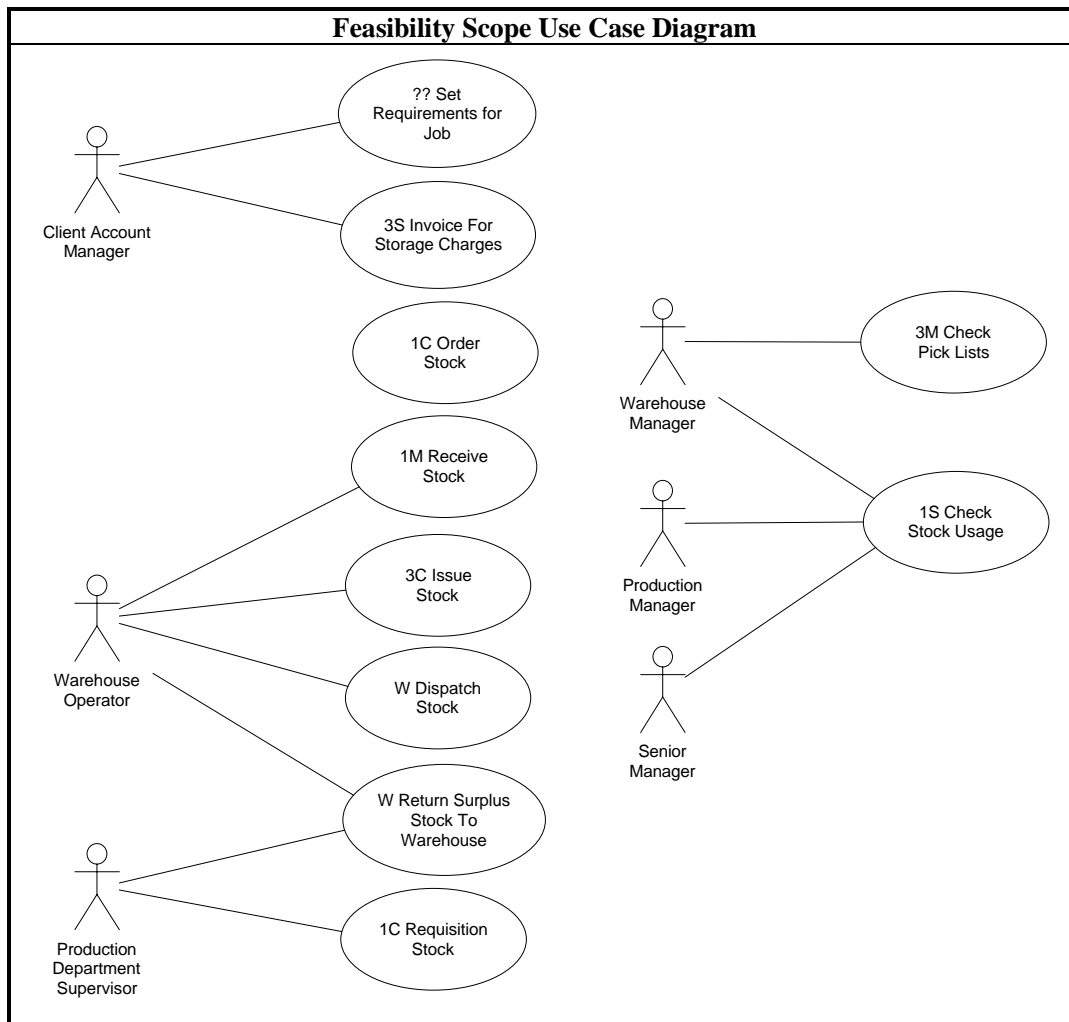 Feasibility Scope Use Case Diagram
?? Set
Requirements for
Job
Client Account
Manager
3S Invoice For
Storage Charges
1C Order
Stock
1M Receive
Stock
3C Issue
Stock
Warehouse
Operator
W Dispatch
Stock
W Return Surplus
Stock To
Warehouse
1C Requisition
Stock
Production
Department
Supervisor
3M Check
Pick Lists
Warehouse
Manager
1S Check
Stock Usage
Production
Manager
Senior
Manager